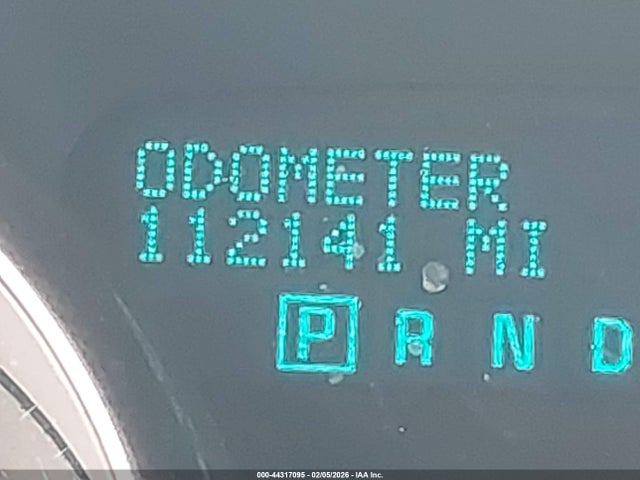 ODOMETER
112141 MI
P R N D
000-44317095 - 02/05/2026 - IAA Inc.